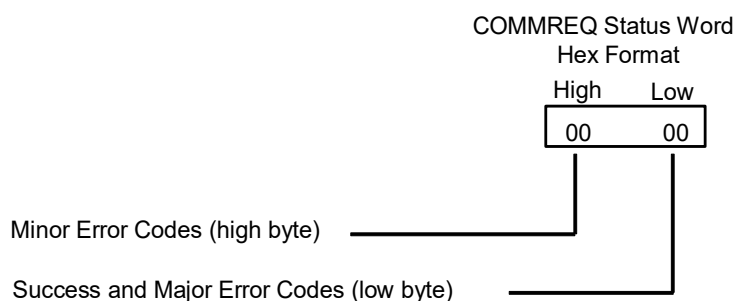 COMMREQ Status Word
Hex Format
High Low
00 00
Minor Error Codes (high byte)
Success and Major Error Codes (low byte)